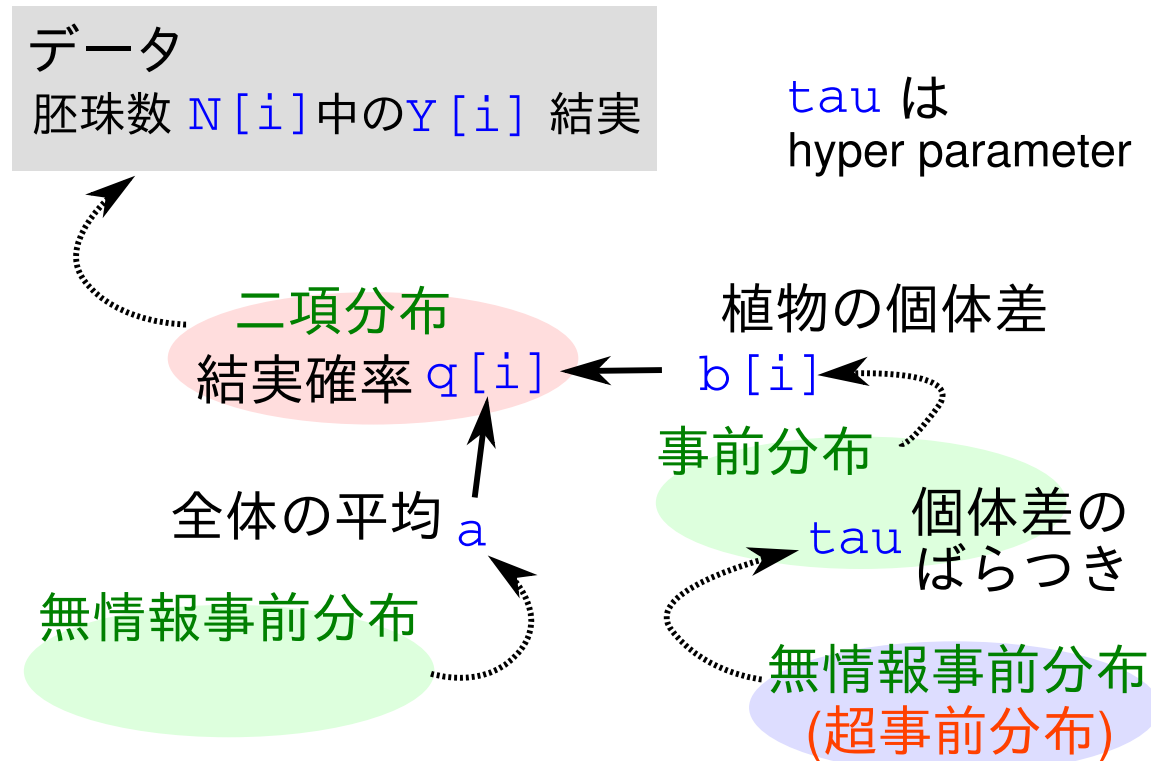 データ
胚珠数 N[i]中のY[i] 結実
tau は
hyper parameter
二項分布
結実確率 q[i]
植物の個体差
b[i]
事前分布
全体の平均 a
tau 個体差の
ばらつき
無情報事前分布
無情報事前分布
(超事前分布)